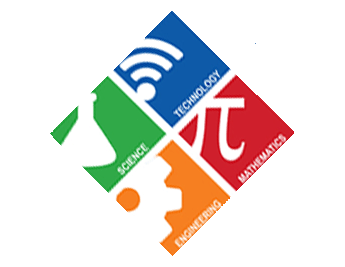 TECHNOLOGY
SCIENCE
π
MATHEMATICS
ENGINEERING